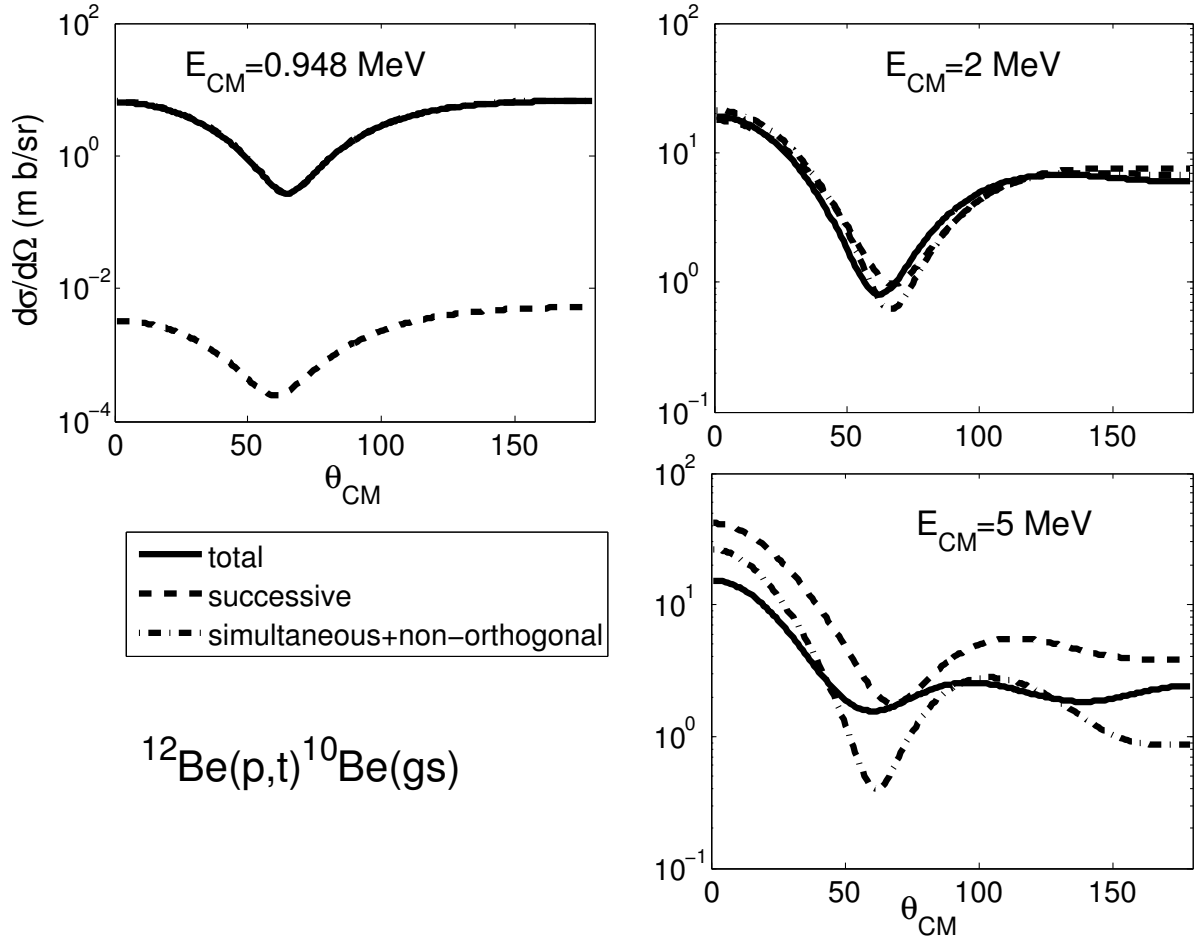 E_CM=0.948 MeV
dσ/dΩ (m b/sr)
10^2
10^0
10^−2
10^−4
0 50 100 150
θ_CM
E_CM=2 MeV
10^2
10^1
10^0
10^−1
0 50 100 150
total
successive
simultaneous+non−orthogonal
^12Be(p,t)^10Be(gs)
E_CM=5 MeV
10^2
10^1
10^0
10^−1
0 50 100 150
θ_CM